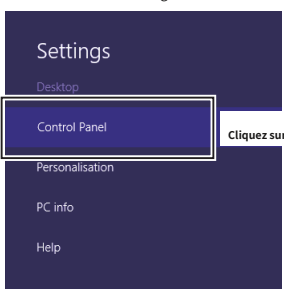 Settings
Desktop
Control Panel
Cliquez sur
Personalisation
PC info
Help